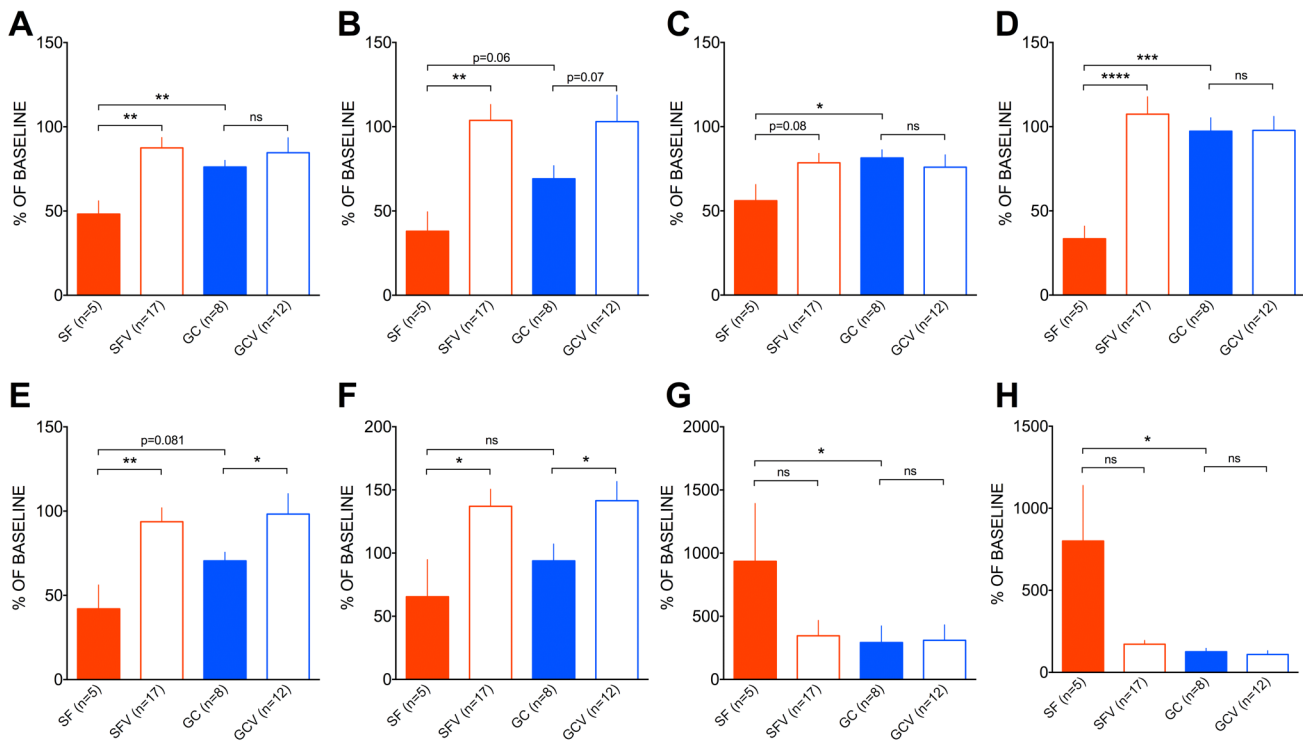 A
% OF BASELINE
150
100
50
0
**
**
ns
SF (n=5)
SFV (n=17)
GC (n=8)
GCV (n=12)
B
% OF BASELINE
150
100
50
0
p=0.06
**
p=0.07
SF (n=5)
SFV (n=17)
GC (n=8)
GCV (n=12)
C
% OF BASELINE
150
100
50
0
*
p=0.08
ns
SF (n=5)
SFV (n=17)
GC (n=8)
GCV (n=12)
D
% OF BASELINE
150
100
50
0
***
****
ns
SF (n=5)
SFV (n=17)
GC (n=8)
GCV (n=12)
E
% OF BASELINE
150
100
50
0
p=0.081
**
*
SF (n=5)
SFV (n=17)
GC (n=8)
GCV (n=12)
F
% OF BASELINE
200
150
100
50
0
ns
*
*
SF (n=5)
SFV (n=17)
GC (n=8)
GCV (n=12)
G
% OF BASELINE
2000
1500
1000
500
0
*
ns
ns
SF (n=5)
SFV (n=17)
GC (n=8)
GCV (n=12)
H
% OF BASELINE
1500
1000
500
0
*
ns
ns
SF (n=5)
SFV (n=17)
GC (n=8)
GCV (n=12)